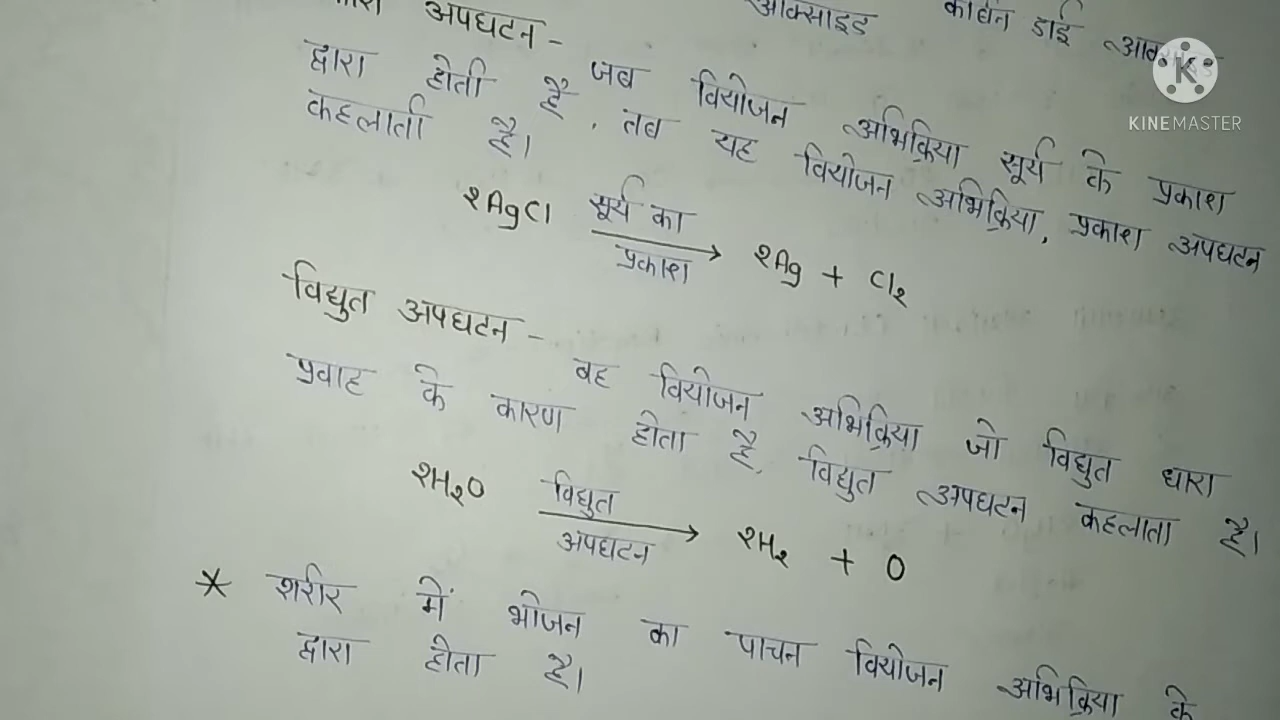 अपघटन - ऑक्साइड कार्बन डाई
जब वियोजन अभिक्रिया सूर्य के प्रकाश
द्वारा होती है, तब यह वियोजन अभिक्रिया, प्रकाश अपघटन
कहलाती है।
2AgCl सूर्य का प्रकाश → 2Ag + Cl2
विद्युत अपघटन -
वह वियोजन अभिक्रिया जो विद्युत धारा
प्रवाह के कारण होता है, विद्युत अपघटन कहलाता है।
2H2O विद्युत अपघटन → 2H2 + O
* शरीर में भोजन का पाचन वियोजन अभिक्रिया के
द्वारा होता है।
K
KINEMASTER